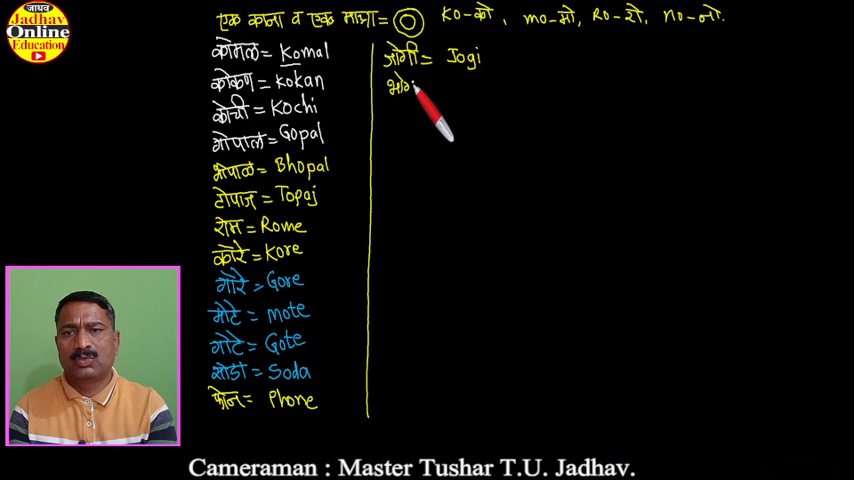 जाधव
Jadhav
Online
Education
एक काना व एक मात्रा = O Ko-को, mo-मो, Ro-रो, no-नो.
कोमल = Komal
कोकण = Kokan
कोची = Kochi
गोपाल = Gopal
भोपाळ = Bhopal
टोपाज = Topaj
रोम = Rome
कोरे = Kore
गोरे = Gore
मोटे = mote
गोटे = Gote
सोडा = Soda
फोन = Phone
जोगी = Jogi
भोग
Cameraman : Master Tushar T.U. Jadhav.